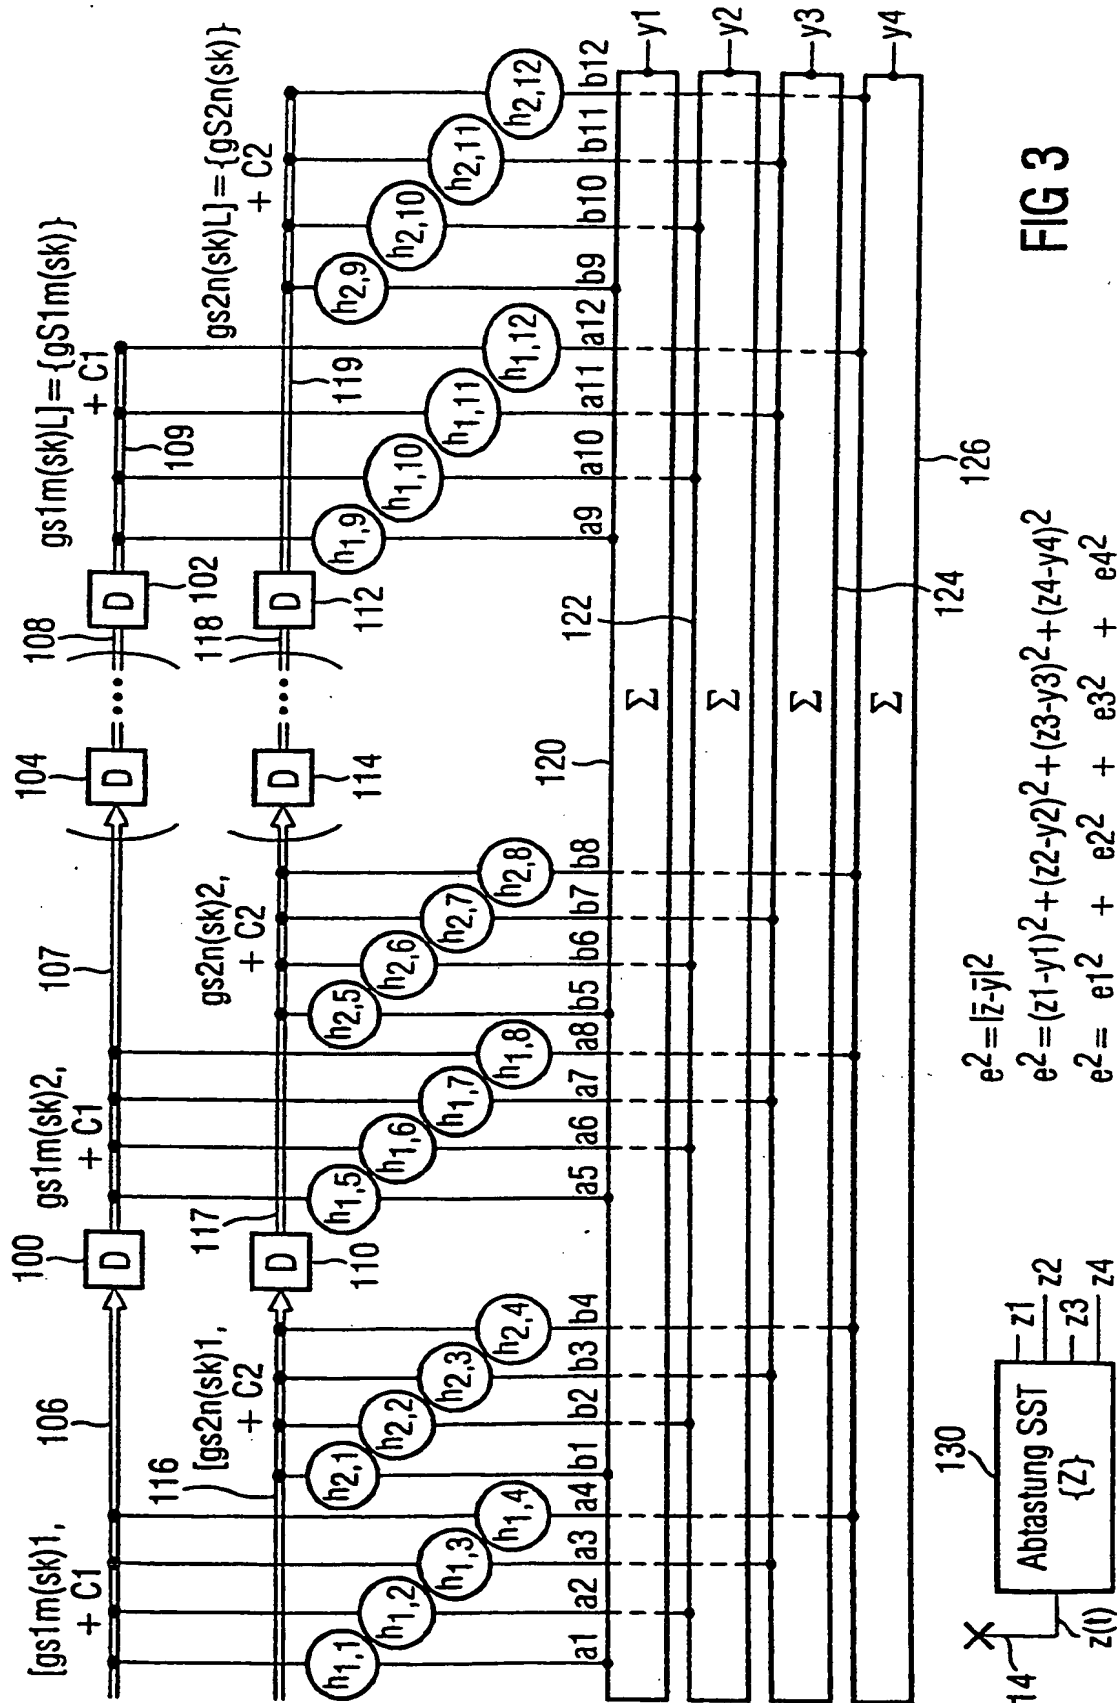 [gs1m(sk)1,
+ C1
106
100
gs1m(sk)2,
+ C1
107
104
108
gs1m(sk)L]={gS1m(sk)}
+ C1
D
D
D
102
109
116
[gs2n(sk)1,
+ C2
117
110
gs2n(sk)2,
+ C2
114
118
112
119
gs2n(sk)L]={gS2n(sk)}
+ C2
D
D
D
h1,1
h1,2
h1,3
h1,4
h2,1
h2,2
h2,3
h2,4
h1,5
h1,6
h1,7
h1,8
h2,5
h2,6
h2,7
h2,8
h1,9
h1,10
h1,11
h1,12
h2,9
h2,10
h2,11
h2,12
a1 a2 a3 a4 b1 b2 b3 b4 a5 a6 a7 a8 b5 b6 b7 b8 a9 a10 a11 a12 b9 b10 b11 b12
120
122
Σ
y1
Σ
y2
Σ
y3
Σ
y4
124
126
14
z(t)
130
Abtastung SST
{Z}
z1
z2
z3
z4
e²=|z̅-y̅|²
e²=(z1-y1)²+(z2-y2)²+(z3-y3)²+(z4-y4)²
e²= e1² + e2² + e3² + e4²
FIG 3